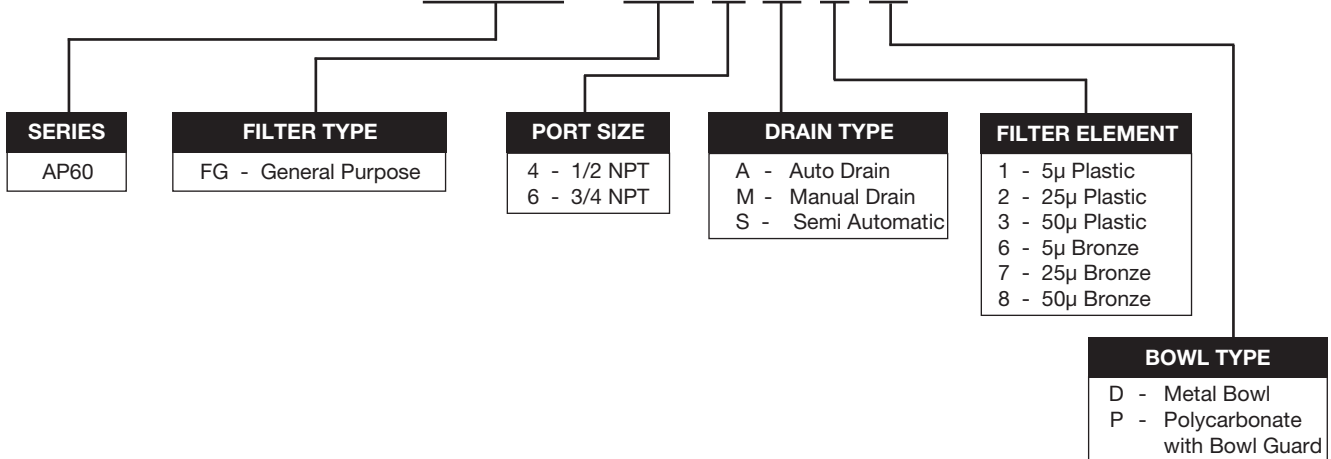 SERIES
AP60
FILTER TYPE
FG - General Purpose
PORT SIZE
4 - 1/2 NPT
6 - 3/4 NPT
DRAIN TYPE
A - Auto Drain
M - Manual Drain
S - Semi Automatic
FILTER ELEMENT
1 - 5µ Plastic
2 - 25µ Plastic
3 - 50µ Plastic
6 - 5µ Bronze
7 - 25µ Bronze
8 - 50µ Bronze
BOWL TYPE
D - Metal Bowl
P - Polycarbonate
with Bowl Guard